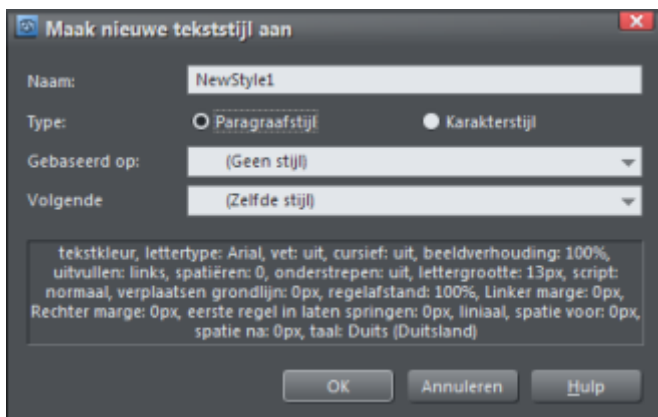 Maak nieuwe tekststijl aan
Naam: NewStyle1
Type: Paragraafstijl Karakterstijl
Gebaseerd op: (Geen stijl)
Volgende (Zelfde stijl)
tekstkleur, lettertype: Arial, vet: uit, cursief: uit, beeldverhouding: 100%,
uitvullen: links, spatiëren: 0, onderstrepen: uit, lettergrootte: 13px, script:
normaal, verplaatsen grondlijn: 0px, regelafstand: 100%, Linker marge: 0px,
Rechter marge: 0px, eerste regel in laten springen: 0px, liniaal, spatie voor: 0px,
spatie na: 0px, taal: Duits (Duitsland)
OK Annuleren Hulp